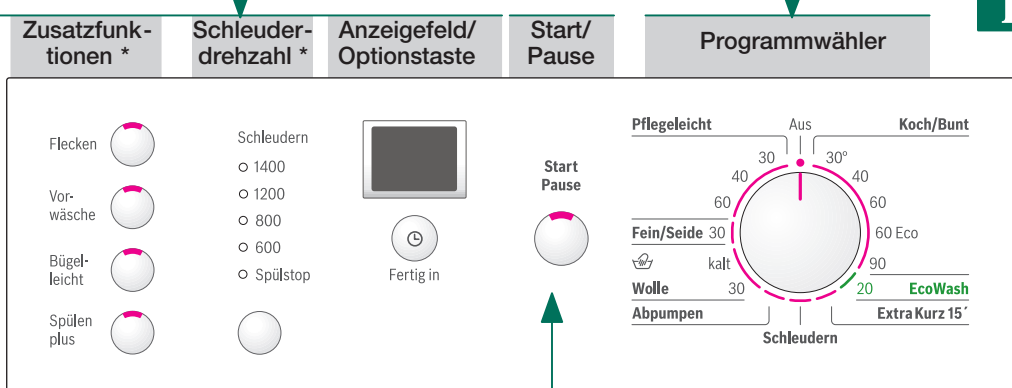 Zusatzfunk-
tionen *
Schleuder-
drehzahl *
Anzeigefeld/
Optionstaste
Start/
Pause
Programmwähler
Flecken
Vor-
wäsche
Bügel-
leicht
Spülen
plus
Schleudern
1400
1200
800
600
Spülstop
Fertig in
Start
Pause
Pflegeleicht
Aus
Koch/Bunt
30
30°
40
40
60
60
Fein/Seide 30
60 Eco
kalt
90
Wolle 30
20 EcoWash
Abpumpen
Extra Kurz 15´
Schleudern